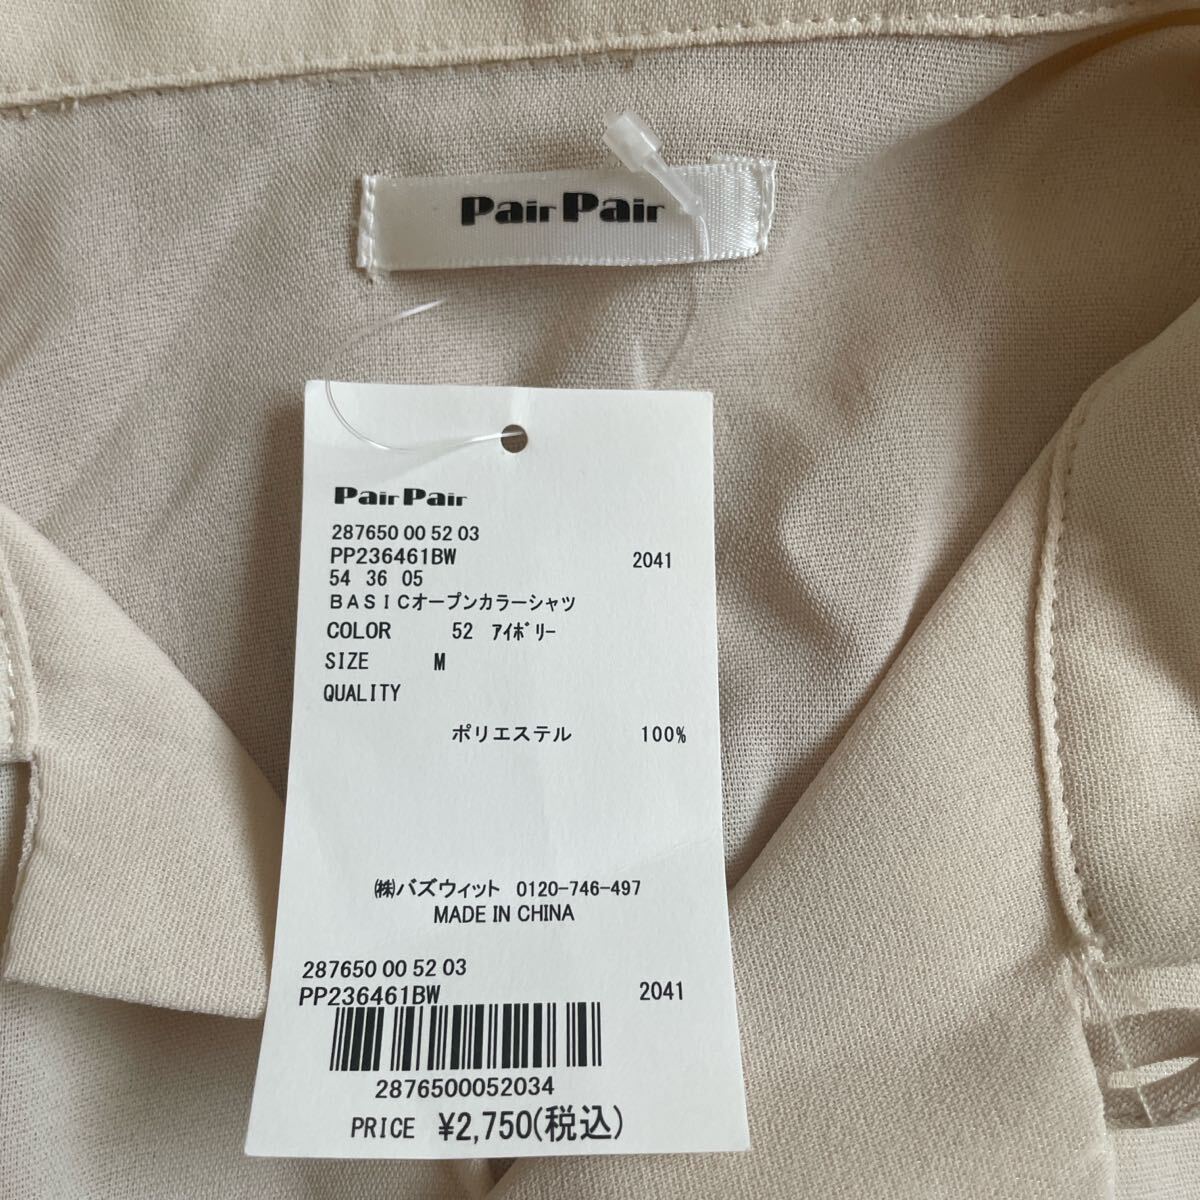 Pair Pair
Pair Pair
287650 00 52 03
PP236461BW 2041
54 36 05
BASICオープンカラーシャツ
COLOR 52 ｱｲﾎﾞﾘｰ
SIZE M
QUALITY
ポリエステル 100%
㈱バズウィット 0120-746-497
MADE IN CHINA
287650 00 52 03
PP236461BW 2041
2876500052034
PRICE ¥2,750(税込)